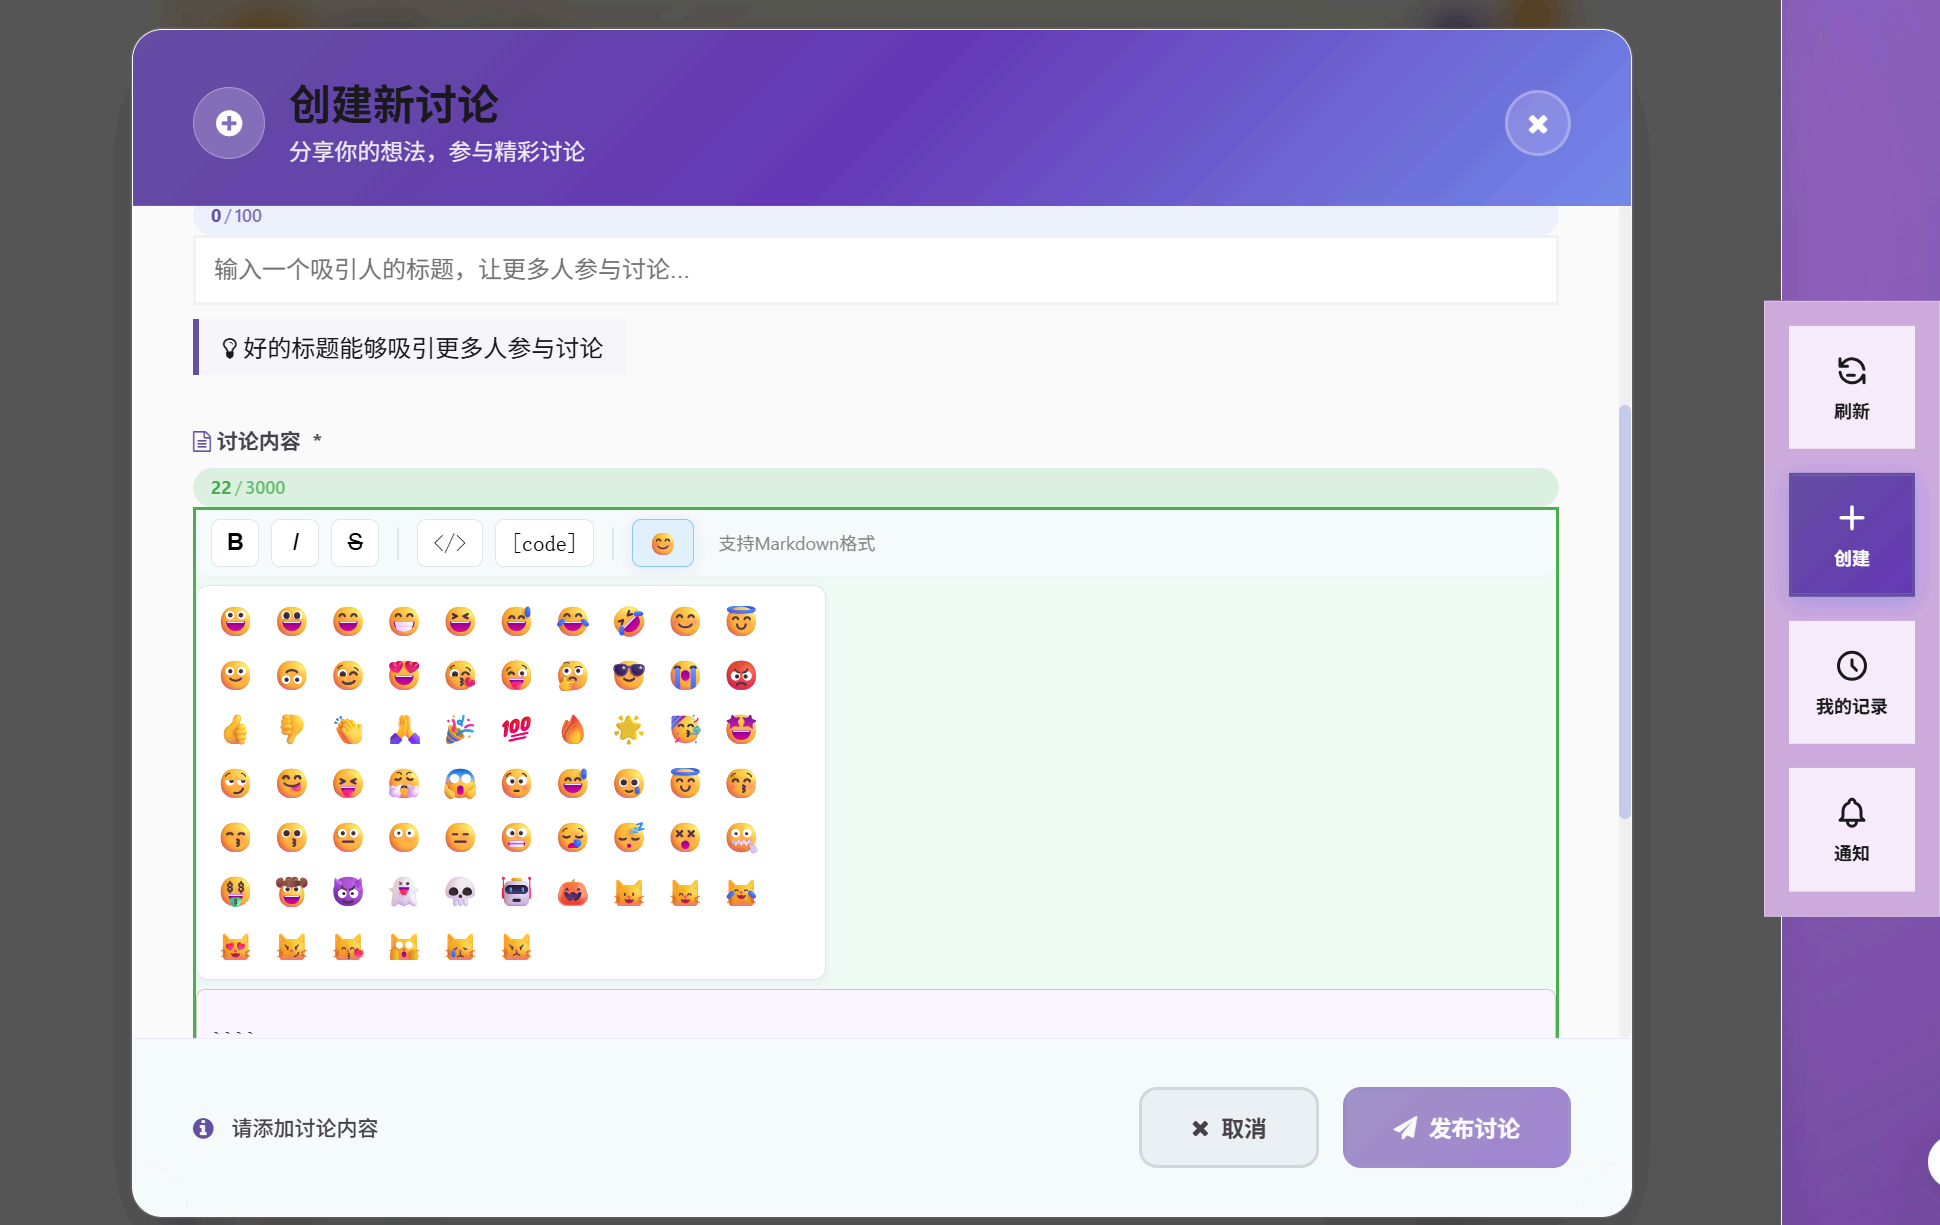 创建新讨论
分享你的想法，参与精彩讨论
0 / 100
输入一个吸引人的标题，让更多人参与讨论...
好的标题能够吸引更多人参与讨论
讨论内容 *
22 / 3000
B I S </> [code] 支持Markdown格式
````
请添加讨论内容
取消
发布讨论
刷新
创建
我的记录
通知